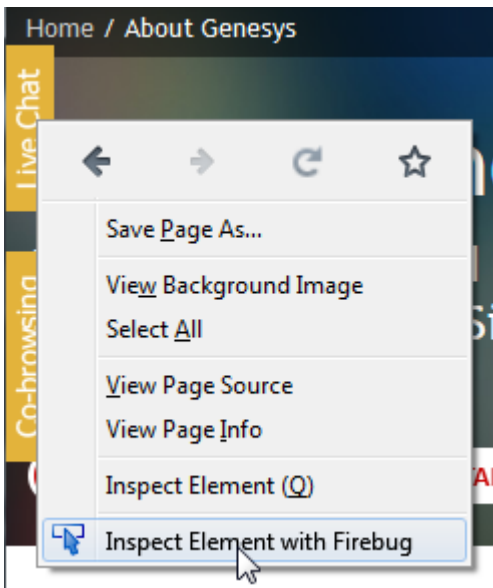 Home / About Genesys
Live Chat
Save Page As...
View Background Image
Select All
Co-browsing
View Page Source
View Page Info
Inspect Element (Q)
Inspect Element with Firebug